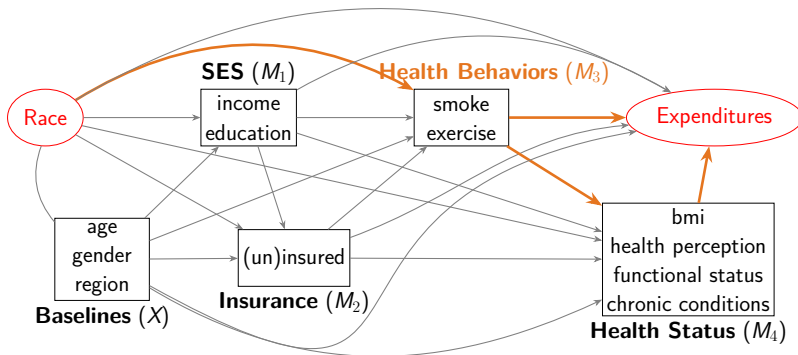 SES (M₁)
Health Behaviors (M₃)
Race
income
education
smoke
exercise
Expenditures
age
gender
region
Baselines (X)
(un)insured
Insurance (M₂)
bmi
health perception
functional status
chronic conditions
Health Status (M₄)